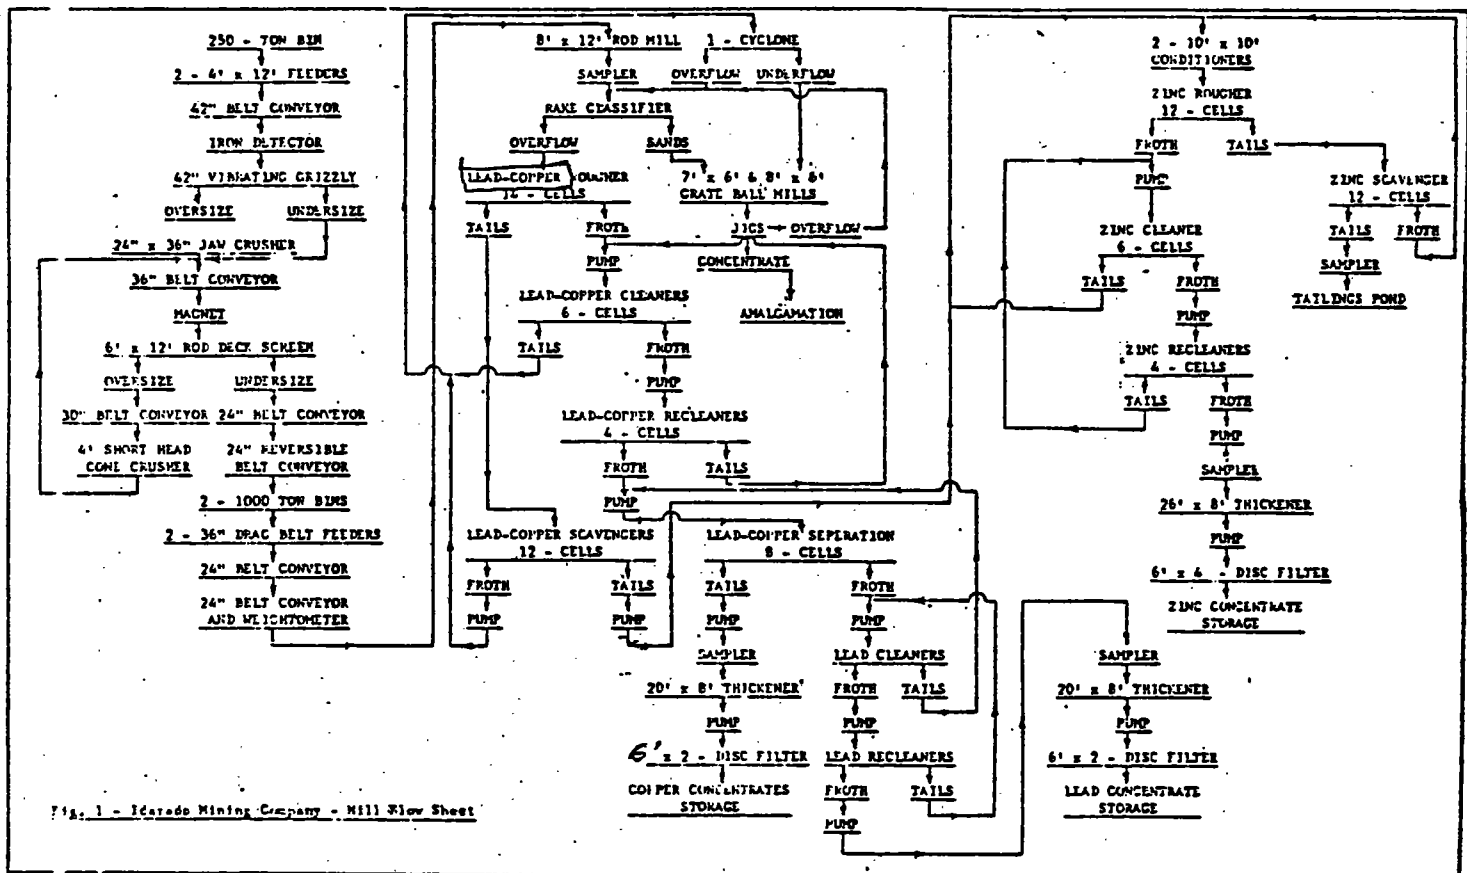 250 - TON BIN
2 - 4' x 12' FEEDERS
42" BELT CONVEYOR
IRON DETECTOR
42" VIBRATING GRIZZLY
OVERSIZE UNDERSIZE
24" x 36" JAW CRUSHER
36" BELT CONVEYOR
MAGNET
6' x 12' ROD DECK SCREEN
OVERSIZE UNDERSIZE
30" BELT CONVEYOR 24" BELT CONVEYOR
4' SHORT HEAD
CONE CRUSHER
24" REVERSIBLE
BELT CONVEYOR
2 - 1000 TON BINS
2 - 36" DRAG BELT FEEDERS
24" BELT CONVEYOR
24" BELT CONVEYOR
AND WEIGHTOMETER
8' x 12' ROD MILL
1 - CYCLONE
SAMPLER
OVERFLOW UNDERFLOW
RAKE CLASSIFIER
OVERFLOW SANDS
LEAD-COPPER ROUGHER
14 - CELLS
7' x 6' & 8' x 6'
GRATE BALL MILLS
TAILS FROTH
JIGS OVERFLOW
PUMP
CONCENTRATE
LEAD-COPPER CLEANERS
6 - CELLS
AMALGAMATION
TAILS FROTH
PUMP
LEAD-COPPER RECLEANERS
4 - CELLS
FROTH TAILS
PUMP
LEAD-COPPER SCAVENGERS
12 - CELLS
FROTH TAILS
PUMP PUMP
LEAD-COPPER SEPERATION
8 - CELLS
TAILS FROTH
PUMP PUMP
SAMPLER
LEAD CLEANERS
20' x 8' THICKENER
FROTH TAILS
PUMP PUMP
6' x 2 - DISC FILTER
LEAD RECLEANERS
COPPER CONCENTRATES
STORAGE
FROTH TAILS
PUMP
2 - 10' x 10'
CONDITIONERS
ZINC ROUGHER
12 - CELLS
FROTH TAILS
PUMP
ZINC SCAVENGER
12 - CELLS
TAILS FROTH
SAMPLER
TAILINGS POND
ZINC CLEANER
6 - CELLS
TAILS FROTH
PUMP
ZINC RECLEANERS
4 - CELLS
TAILS FROTH
PUMP
SAMPLER
26' x 8' THICKENER
PUMP
6' x 4 - DISC FILTER
ZINC CONCENTRATE
STORAGE
SAMPLER
20' x 8' THICKENER
PUMP
6' x 2 - DISC FILTER
LEAD CONCENTRATE
STORAGE
Fig. 1 - Idarado Mining Company - Mill Flow Sheet